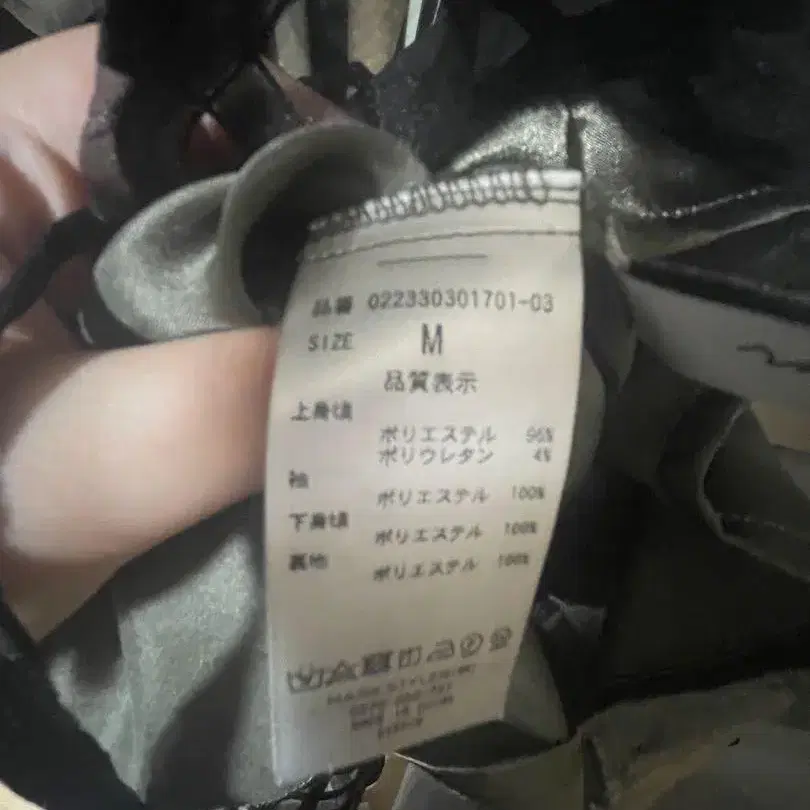 品番 022330301701-03
SIZE M
品質表示
上身頃
ポリエステル 96%
ポリウレタン 4%
袖
ポリエステル 100%
下身頃
ポリエステル 100%
裏地
ポリエステル 100%